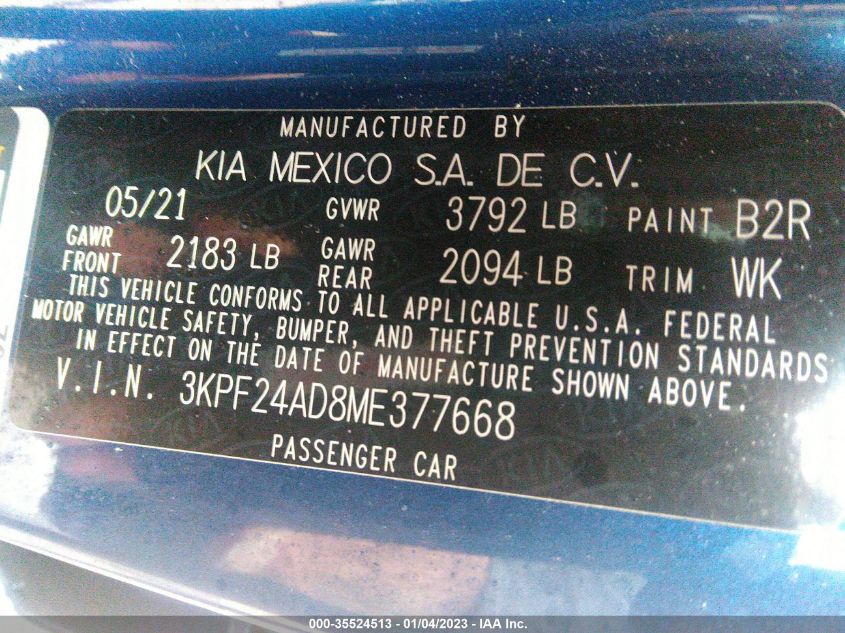 MANUFACTURED BY
KIA MEXICO S.A. DE C.V.
05/21 GVWR 3792 LB PAINT B2R
GAWR FRONT 2183 LB GAWR REAR 2094 LB TRIM WK
THIS VEHICLE CONFORMS TO ALL APPLICABLE U.S.A. FEDERAL
MOTOR VEHICLE SAFETY, BUMPER, AND THEFT PREVENTION STANDARDS
IN EFFECT ON THE DATE OF MANUFACTURE SHOWN ABOVE.
V.I.N. 3KPF24AD8ME377668
PASSENGER CAR
000-35524513 - 01/04/2023 - IAA Inc.